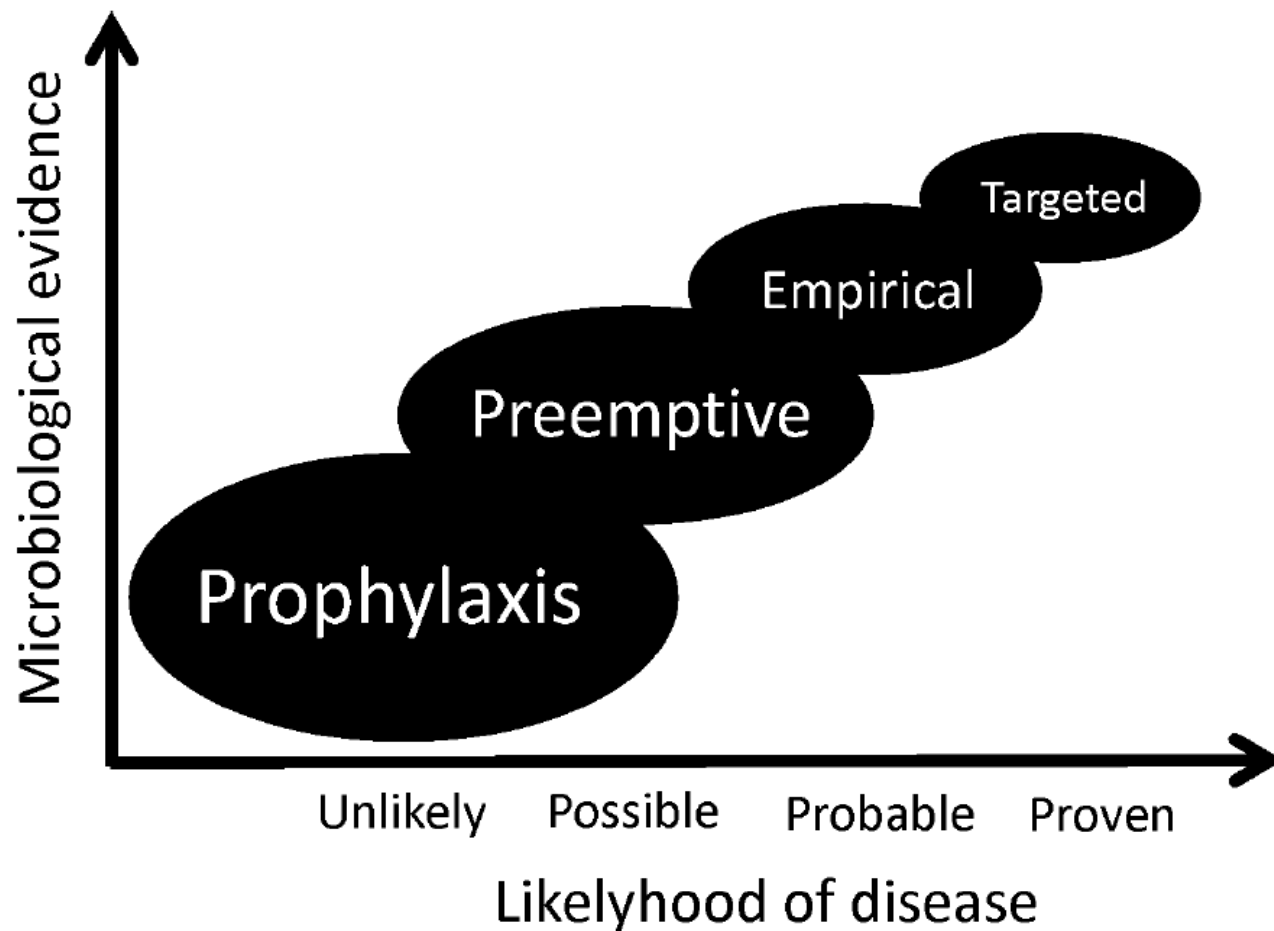 Microbiological evidence
Targeted
Empirical
Preemptive
Prophylaxis
Unlikely Possible Probable Proven
Likelyhood of disease